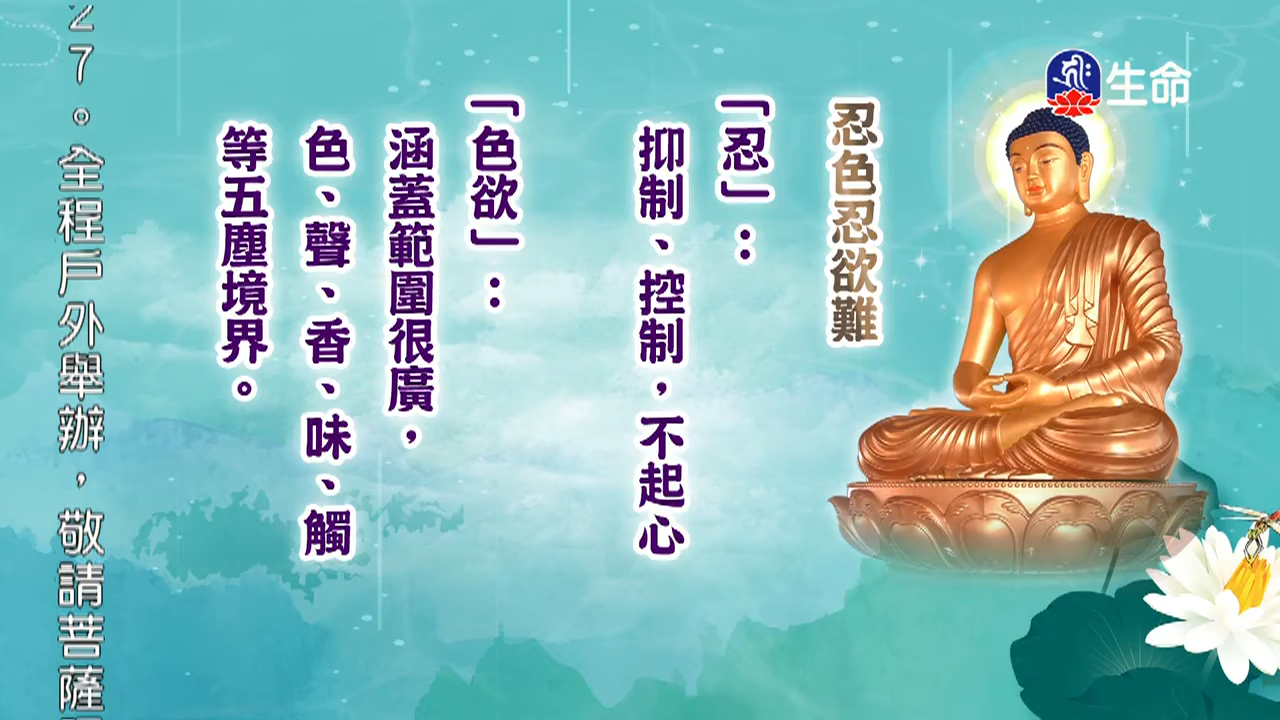 生命
忍色忍欲難
「忍」：
抑制、控制，不起心
「色欲」：
涵蓋範圍很廣，
色、聲、香、味、觸
等五塵境界。
27。全程戶外舉辦，敬請菩薩